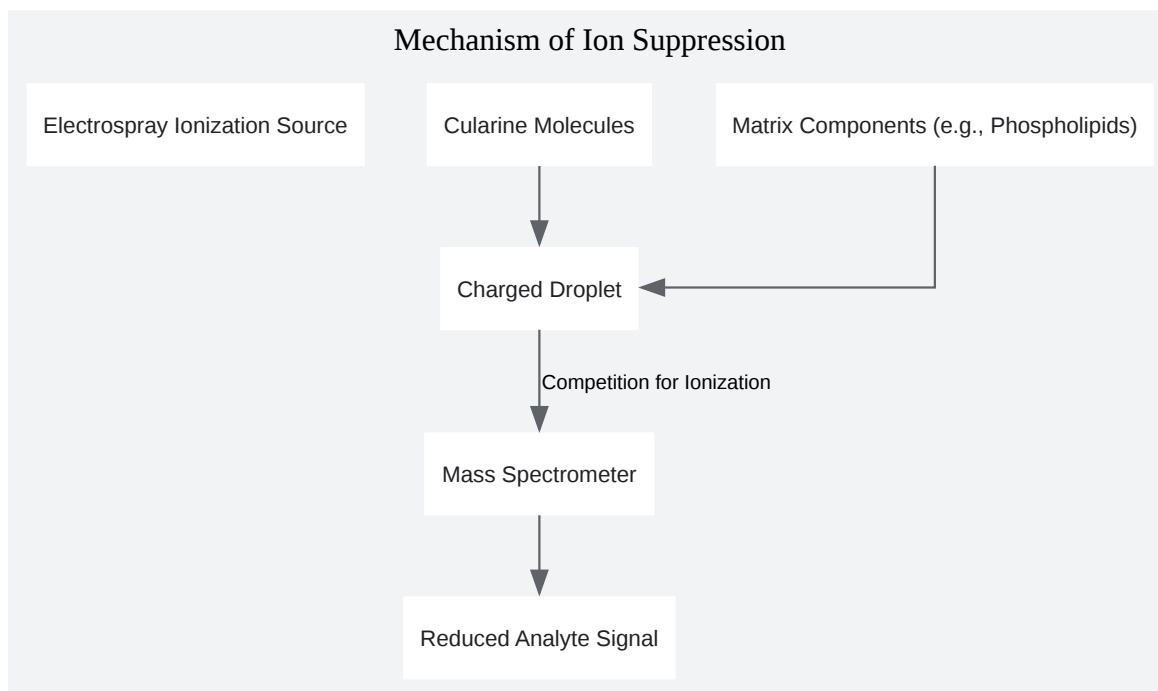 Mechanism of Ion Suppression
Electrospray Ionization Source
Cularine Molecules
Matrix Components (e.g., Phospholipids)
Charged Droplet
Competition for Ionization
Mass Spectrometer
Reduced Analyte Signal